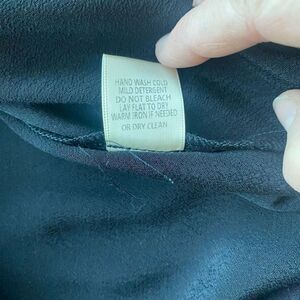 HAND WASH COLD
MILD DETERGENT
DO NOT BLEACH
LAY FLAT TO DRY
WARM IRON IF NEEDED
OR DRY CLEAN